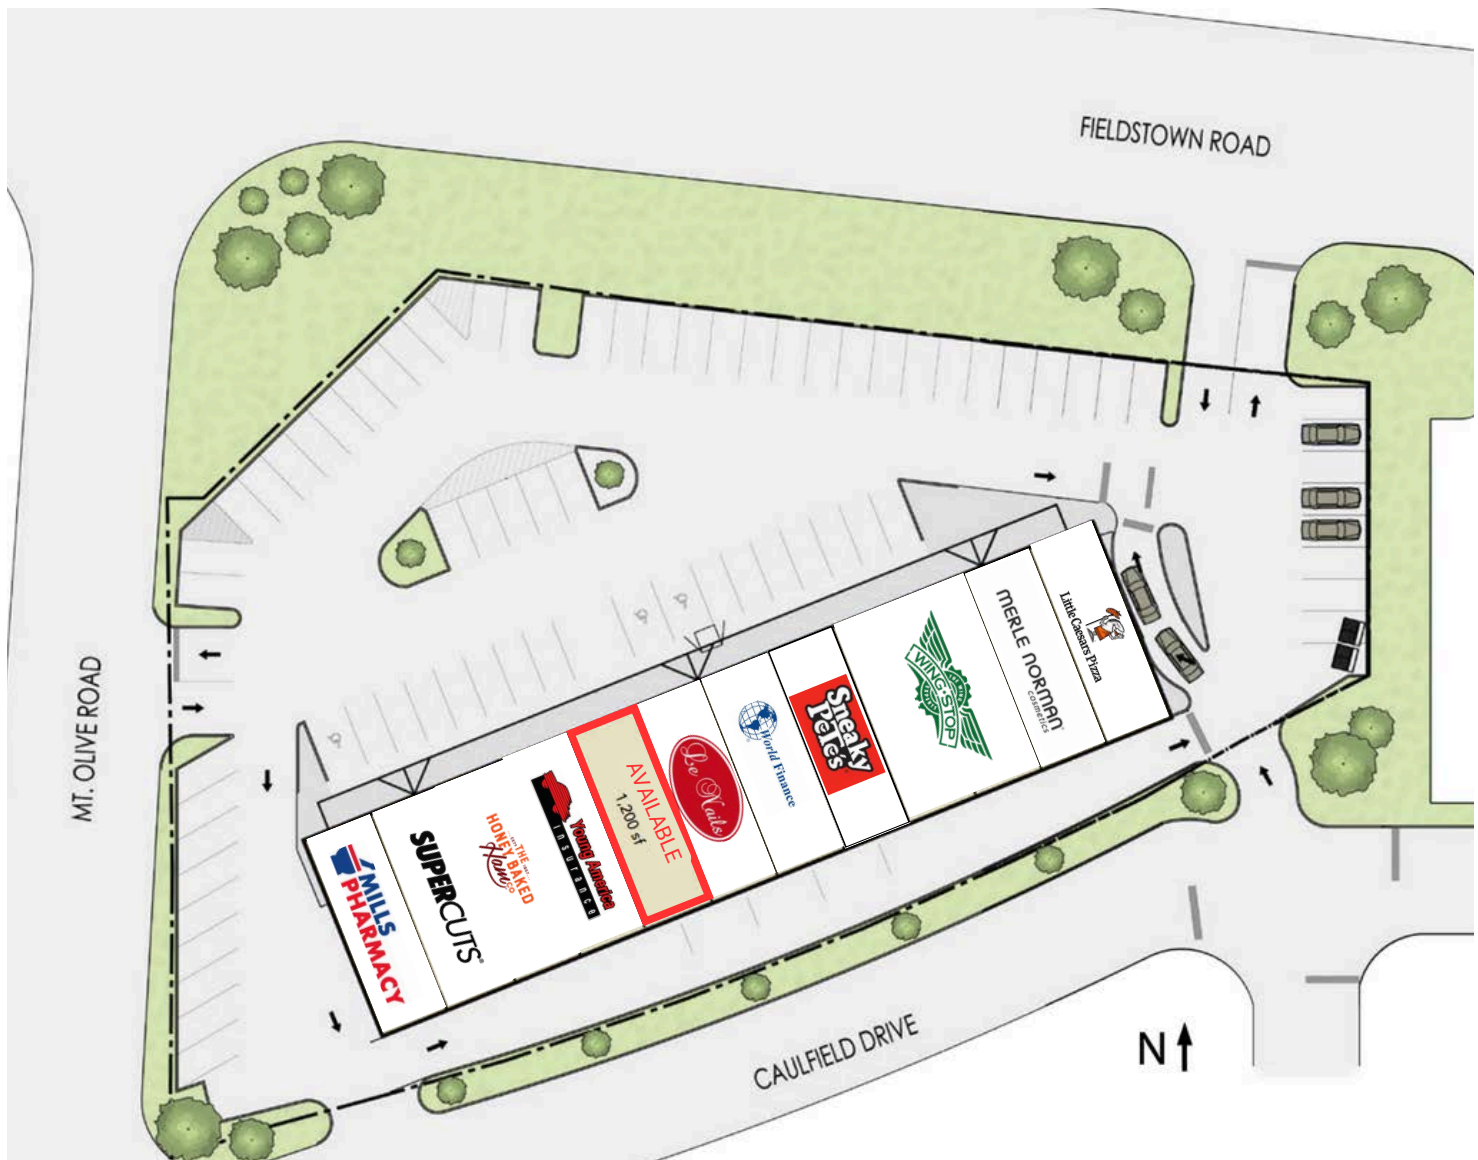 FIELDSTOWN ROAD
MT. OLIVE ROAD
MILLS
PHARMACY
SUPERCUTS
THE
HONEY BAKED
Ham CO
Young America
insurance
AVAILABLE
1,200 sf
Le Nails
World Finance
Sneaky
Pete's
WING·STOP
MERLE NORMAN
cosmetics
Little Caesars Pizza
CAULFIELD DRIVE
N